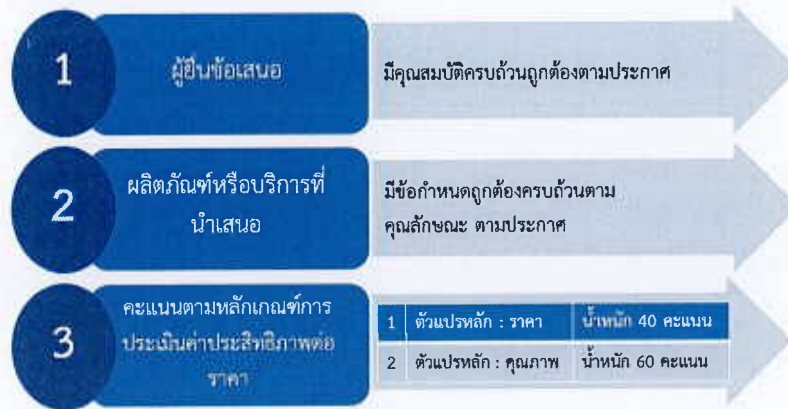 1
ผู้ยื่นข้อเสนอ
มีคุณสมบัติครบถ้วนถูกต้องตามประกาศ
2
ผลิตภัณฑ์หรือบริการที่
นำเสนอ
มีข้อกำหนดถูกต้องครบถ้วนตาม
คุณลักษณะ ตามประกาศ
3
คะแนนตามหลักเกณฑ์การ
ประเมินค่าประสิทธิภาพต่อ
ราคา
1 ตัวแปรหลัก : ราคา น้ำหนัก 40 คะแนน
2 ตัวแปรหลัก : คุณภาพ น้ำหนัก 60 คะแนน